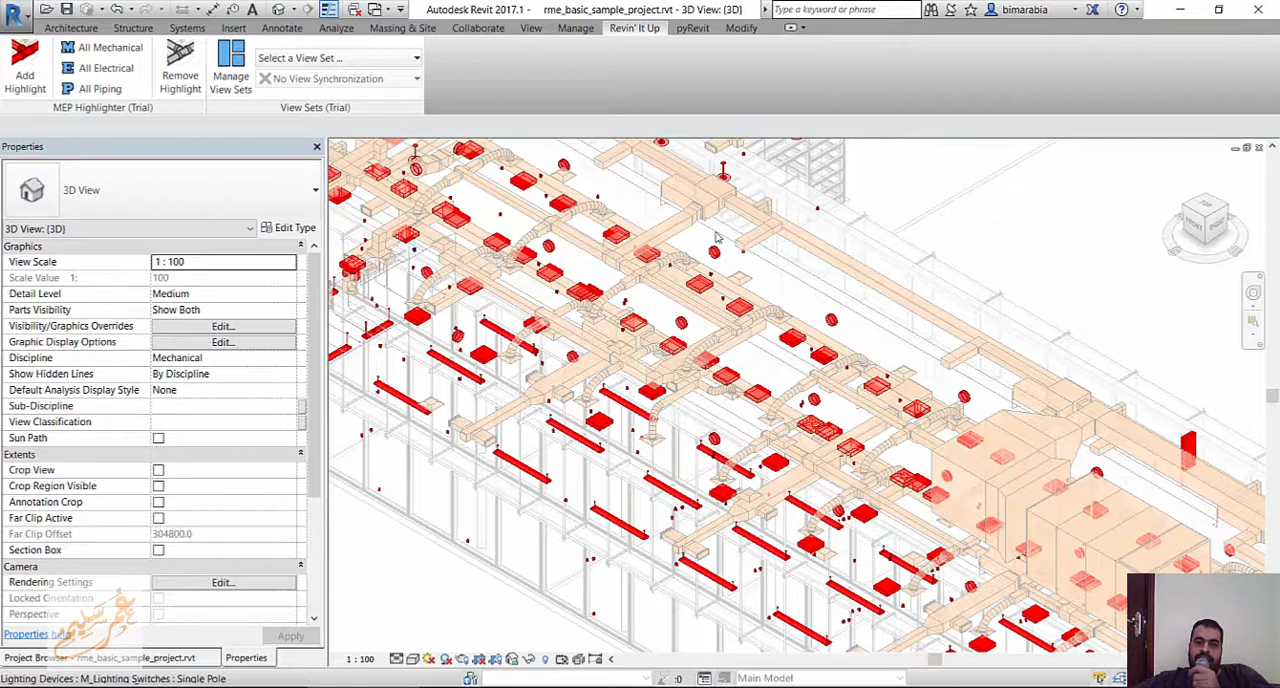 Autodesk Revit 2017.1 - rme_basic_sample_project.rvt - 3D View: {3D}
Type a keyword or phrase
bimarabia
Architecture Structure Systems Insert Annotate Analyze Massing & Site Collaborate View Manage Revin' It Up pyRevit Modify
Add Highlight
M All Mechanical
E All Electrical
P All Piping
Remove Highlight
Manage View Sets
Select a View Set ...
No View Synchronization
MEP Highlighter (Trial)
View Sets (Trial)
Properties
3D View
3D View: {3D}
Edit Type
Graphics
View Scale 1 : 100
Scale Value 1: 100
Detail Level Medium
Parts Visibility Show Both
Visibility/Graphics Overrides Edit...
Graphic Display Options Edit...
Discipline Mechanical
Show Hidden Lines By Discipline
Default Analysis Display Style None
Sub-Discipline
View Classification
Sun Path
Extents
Crop View
Crop Region Visible
Annotation Crop
Far Clip Active
Far Clip Offset 304800.0
Section Box
Camera
Rendering Settings Edit...
Locked Orientation
Perspective
Properties help
Apply
Project Browser - rme_basic_sample_project.rvt
Properties
TOP
FRONT
RIGHT
1 : 100
Lighting Devices : M_Lighting Switches : Single Pole
:0
Main Model
عمر سليم